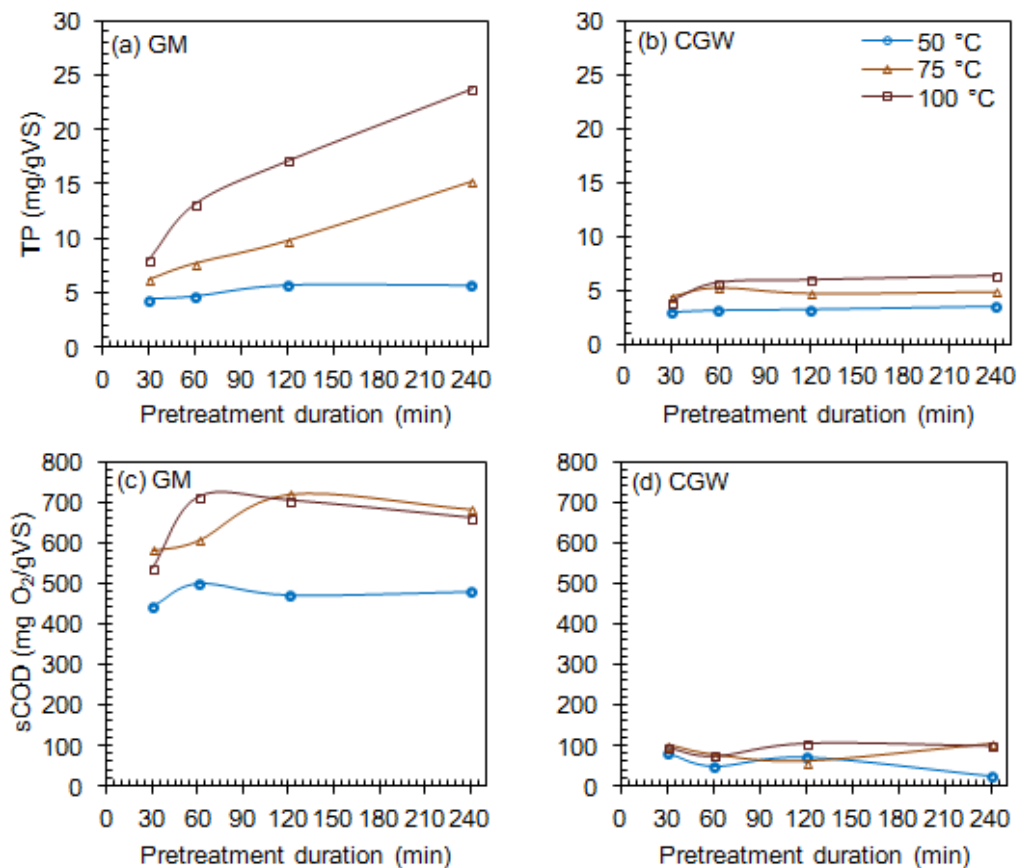 (a) GM
TP (mg/gVS)
30
25
20
15
10
5
0
0 30 60 90 120 150 180 210 240
Pretreatment duration (min)
(b) CGW
50 °C
75 °C
100 °C
30
25
20
15
10
5
0
0 30 60 90 120 150 180 210 240
Pretreatment duration (min)
(c) GM
sCOD (mg O₂/gVS)
800
700
600
500
400
300
200
100
0
0 30 60 90 120 150 180 210 240
Pretreatment duration (min)
(d) CGW
800
700
600
500
400
300
200
100
0
0 30 60 90 120 150 180 210 240
Pretreatment duration (min)